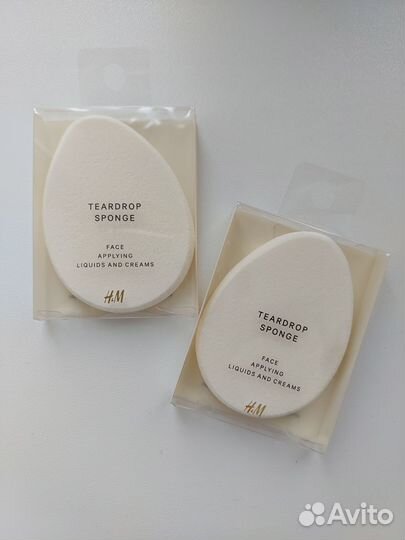 TEARDROP
SPONGE
FACE
APPLYING
LIQUIDS AND CREAMS
H&M
TEARDROP
SPONGE
FACE
APPLYING
LIQUIDS AND CREAMS
H&M
Avito